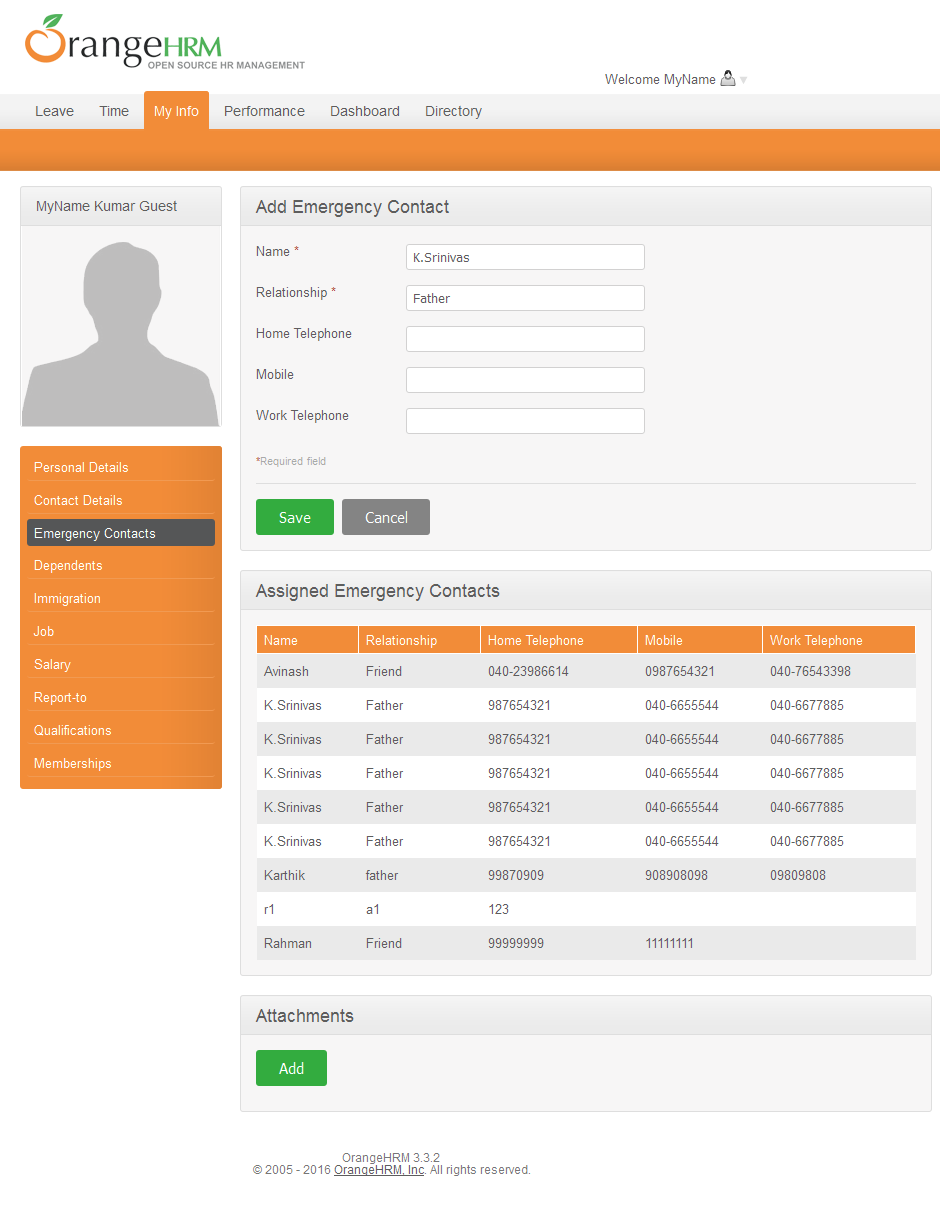 OrangeHRM
OPEN SOURCE HR MANAGEMENT
Welcome MyName
Leave Time My Info Performance Dashboard Directory
MyName Kumar Guest
Personal Details
Contact Details
Emergency Contacts
Dependents
Immigration
Job
Salary
Report-to
Qualifications
Memberships
Add Emergency Contact
Name * K.Srinivas
Relationship * Father
Home Telephone
Mobile
Work Telephone
*Required field
Save Cancel
Assigned Emergency Contacts
Name Relationship Home Telephone Mobile Work Telephone
Avinash Friend 040-23986614 0987654321 040-76543398
K.Srinivas Father 987654321 040-6655544 040-6677885
K.Srinivas Father 987654321 040-6655544 040-6677885
K.Srinivas Father 987654321 040-6655544 040-6677885
K.Srinivas Father 987654321 040-6655544 040-6677885
K.Srinivas Father 987654321 040-6655544 040-6677885
Karthik father 99870909 908908098 09809808
r1 a1 123
Rahman Friend 99999999 11111111
Attachments
Add
OrangeHRM 3.3.2
© 2005 - 2016 OrangeHRM, Inc. All rights reserved.